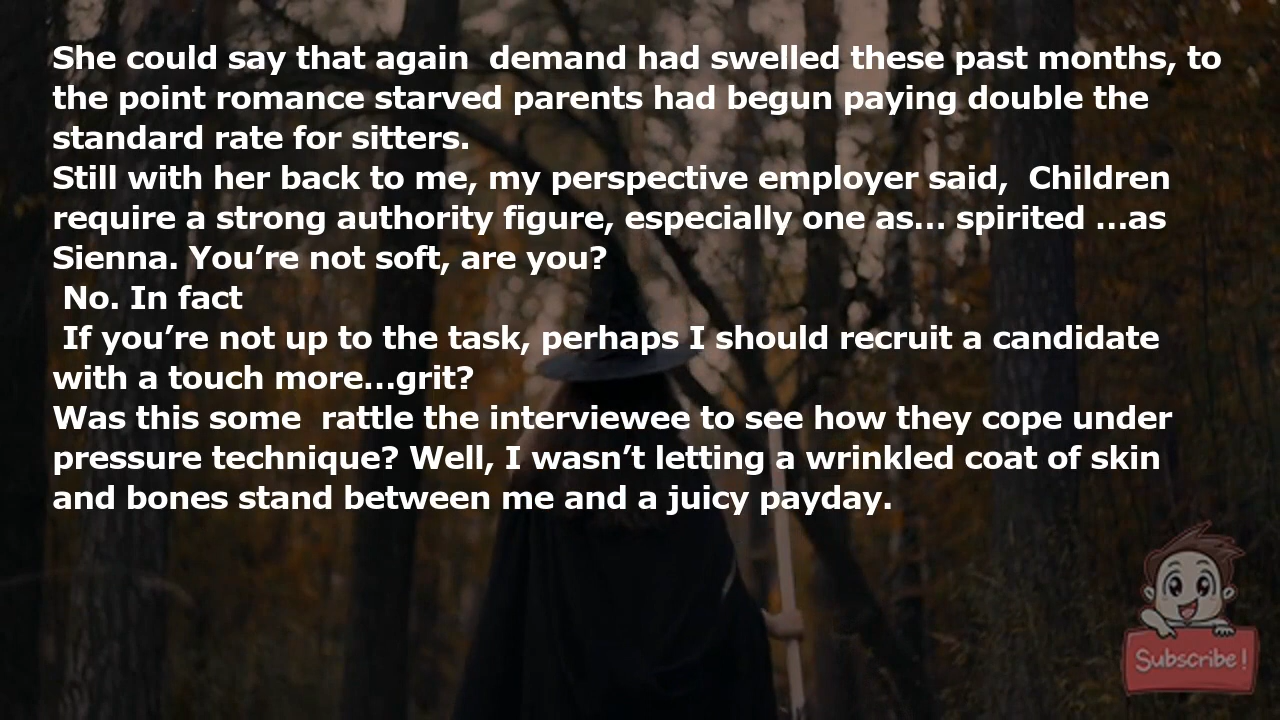 She could say that again  demand had swelled these past months, to
the point romance starved parents had begun paying double the
standard rate for sitters.
Still with her back to me, my perspective employer said,  Children
require a strong authority figure, especially one as… spirited …as
Sienna. You’re not soft, are you?
No. In fact
If you’re not up to the task, perhaps I should recruit a candidate
with a touch more…grit?
Was this some  rattle the interviewee to see how they cope under
pressure technique? Well, I wasn’t letting a wrinkled coat of skin
and bones stand between me and a juicy payday.
Subscribe!